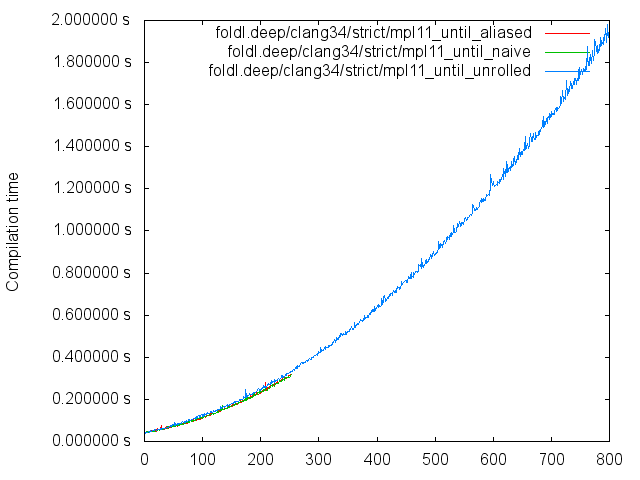 2.000000 s
1.800000 s
1.600000 s
1.400000 s
1.200000 s
1.000000 s
0.800000 s
0.600000 s
0.400000 s
0.200000 s
0.000000 s
Compilation time
foldl.deep/clang34/strict/mpl11_until_aliased
foldl.deep/clang34/strict/mpl11_until_naive
foldl.deep/clang34/strict/mpl11_until_unrolled
0 100 200 300 400 500 600 700 800